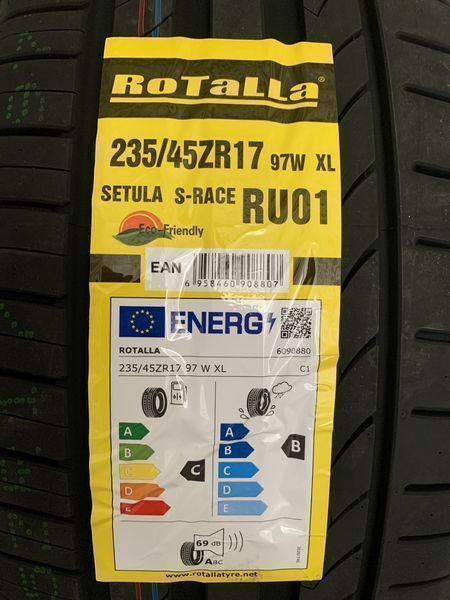 RoTaLLa®
235/45ZR17 97W XL
SETULA S-RACE RU01
Eco-Friendly
EAN
6 958460 908807
ENERG
ROTALLA 6090880
235/45ZR17 97 W XL C1
A A
B B B
C C C
D D
E E
69 dB
ABC
www.rotallatyre.net